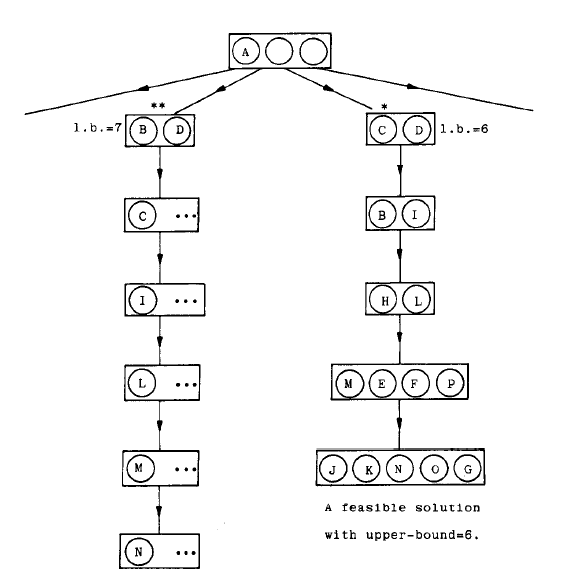 A
** *
l.b.=7 B D C D l.b.=6
C ... B I
I ... H L
L ... M E F P
M ... J K N O G
A feasible solution
with upper-bound=6.
N ...